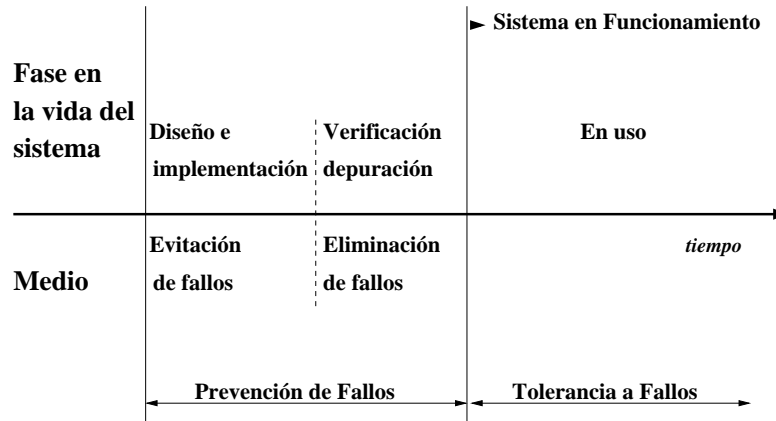 Sistema en Funcionamiento
Fase en
la vida del
sistema
Diseño e
implementación
Verificación
depuración
En uso
Medio
Evitación
de fallos
Eliminación
de fallos
tiempo
Prevención de Fallos
Tolerancia a Fallos